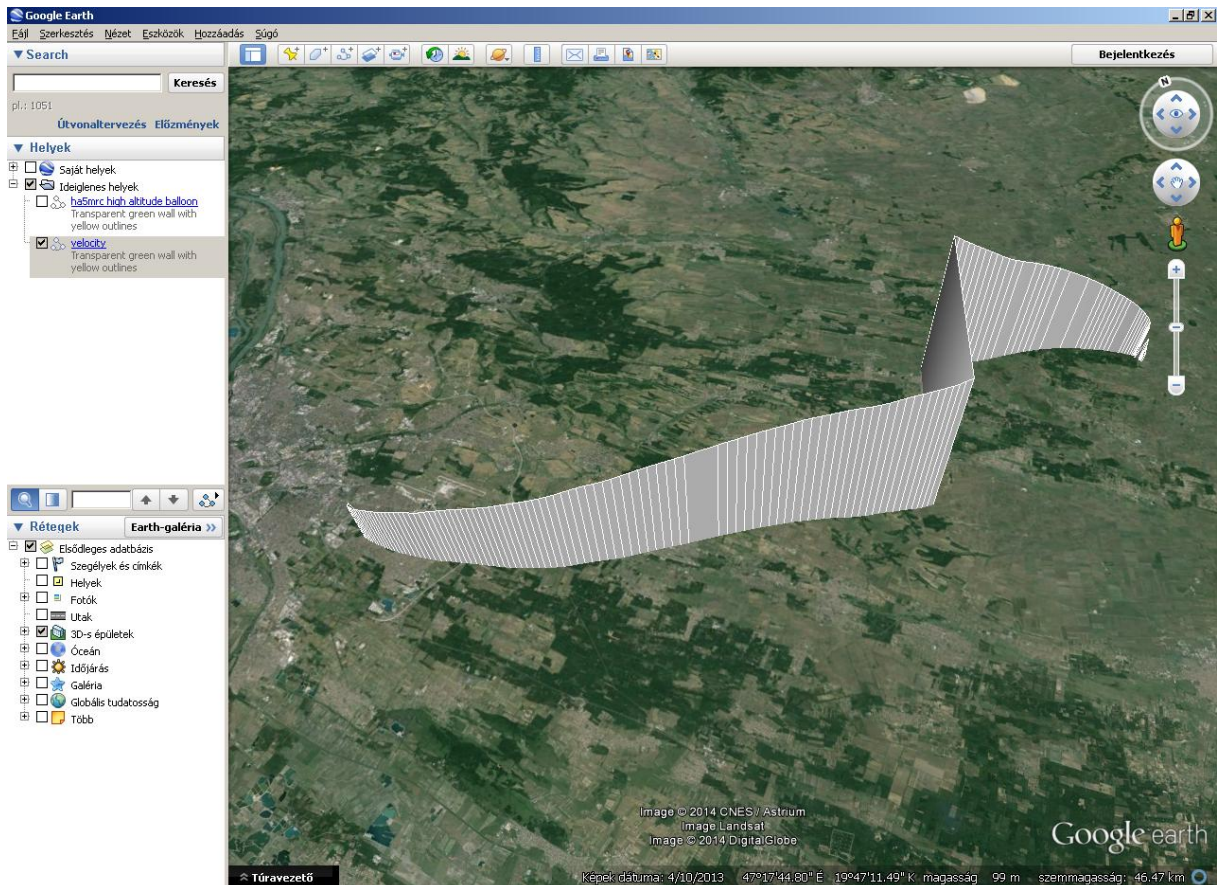 Google Earth
Fájl Szerkesztés Nézet Eszközök Hozzáadás Súgó
Search
Bejelentkezés
Keresés
pl.: 1051
Útvonaltervezés Előzmények
Helyek
Saját helyek
Ideiglenes helyek
ha5mrc high altitude balloon
Transparent green wall with
yellow outlines
velocity
Transparent green wall with
yellow outlines
Rétegek
Earth-galéria >>
Elsődleges adatbázis
Szegélyek és címkék
Helyek
Fotók
Utak
3D-s épületek
Óceán
Időjárás
Galéria
Globális tudatosság
Több
N
Image © 2014 CNES / Astrium
Image Landsat
Image © 2014 DigitalGlobe
Google earth
Túravezető
Képek dátuma: 4/10/2013 47°17'44.80" É 19°47'11.49" K magasság 99 m szemmagasság: 46.47 km